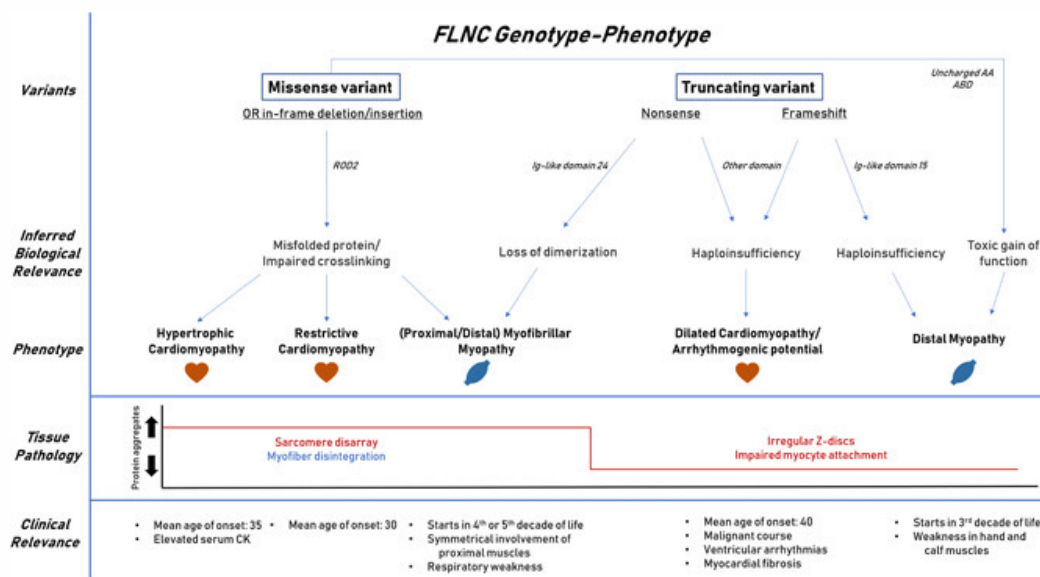 FLNC Genotype-Phenotype
Variants
Missense variant
OR in-frame deletion/insertion
Truncating variant
Nonsense
Frameshift
Uncharged AA
ABD
ROD2
Ig-like domain 24
Other domain
Ig-like domain 15
Inferred
Biological
Relevance
Misfolded protein/
Impaired crosslinking
Loss of dimerization
Haploinsufficiency
Haploinsufficiency
Toxic gain of
function
Phenotype
Hypertrophic
Cardiomyopathy
Restrictive
Cardiomyopathy
(Proximal/Distal) Myofibrillar
Myopathy
Dilated Cardiomyopathy/
Arrhythmogenic potential
Distal Myopathy
Tissue
Pathology
Protein aggregates
Sarcomere disarray
Myofiber disintegration
Irregular Z-discs
Impaired myocyte attachment
Clinical
Relevance
• Mean age of onset: 35
• Elevated serum CK
• Mean age of onset: 30
• Starts in 4th or 5th decade of life
• Symmetrical involvement of
proximal muscles
• Respiratory weakness
• Mean age of onset: 40
• Malignant course
• Ventricular arrhythmias
• Myocardial fibrosis
• Starts in 3rd decade of life
• Weakness in hand and
calf muscles